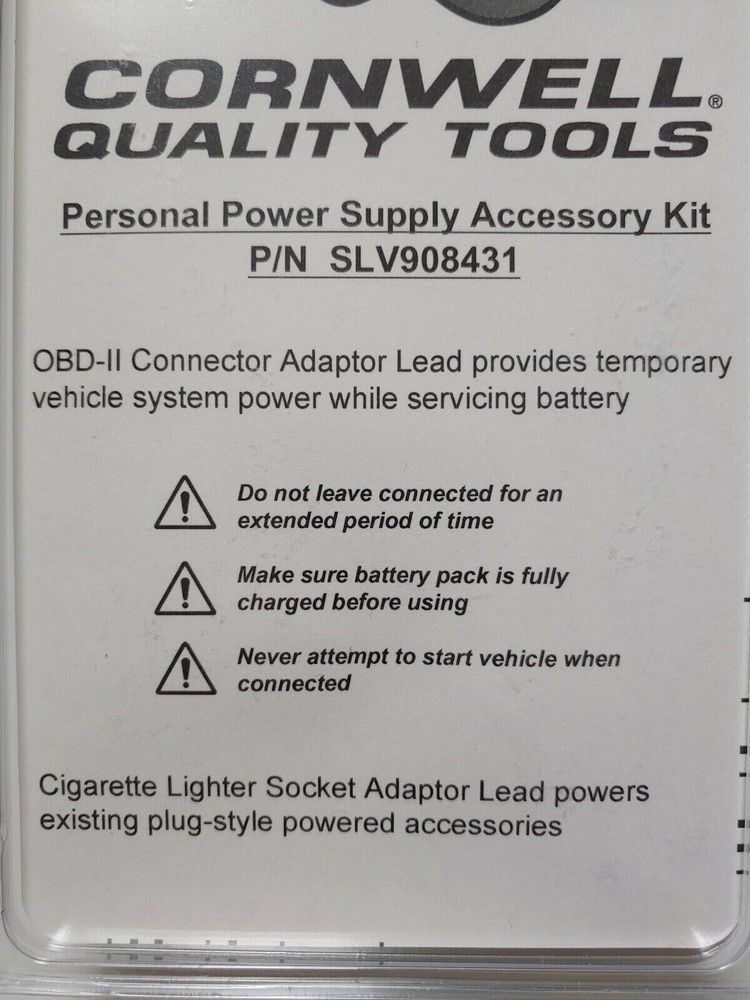 CORNWELL®
QUALITY TOOLS
Personal Power Supply Accessory Kit
P/N SLV908431
OBD-II Connector Adaptor Lead provides temporary
vehicle system power while servicing battery
Do not leave connected for an
extended period of time
Make sure battery pack is fully
charged before using
Never attempt to start vehicle when
connected
Cigarette Lighter Socket Adaptor Lead powers
existing plug-style powered accessories